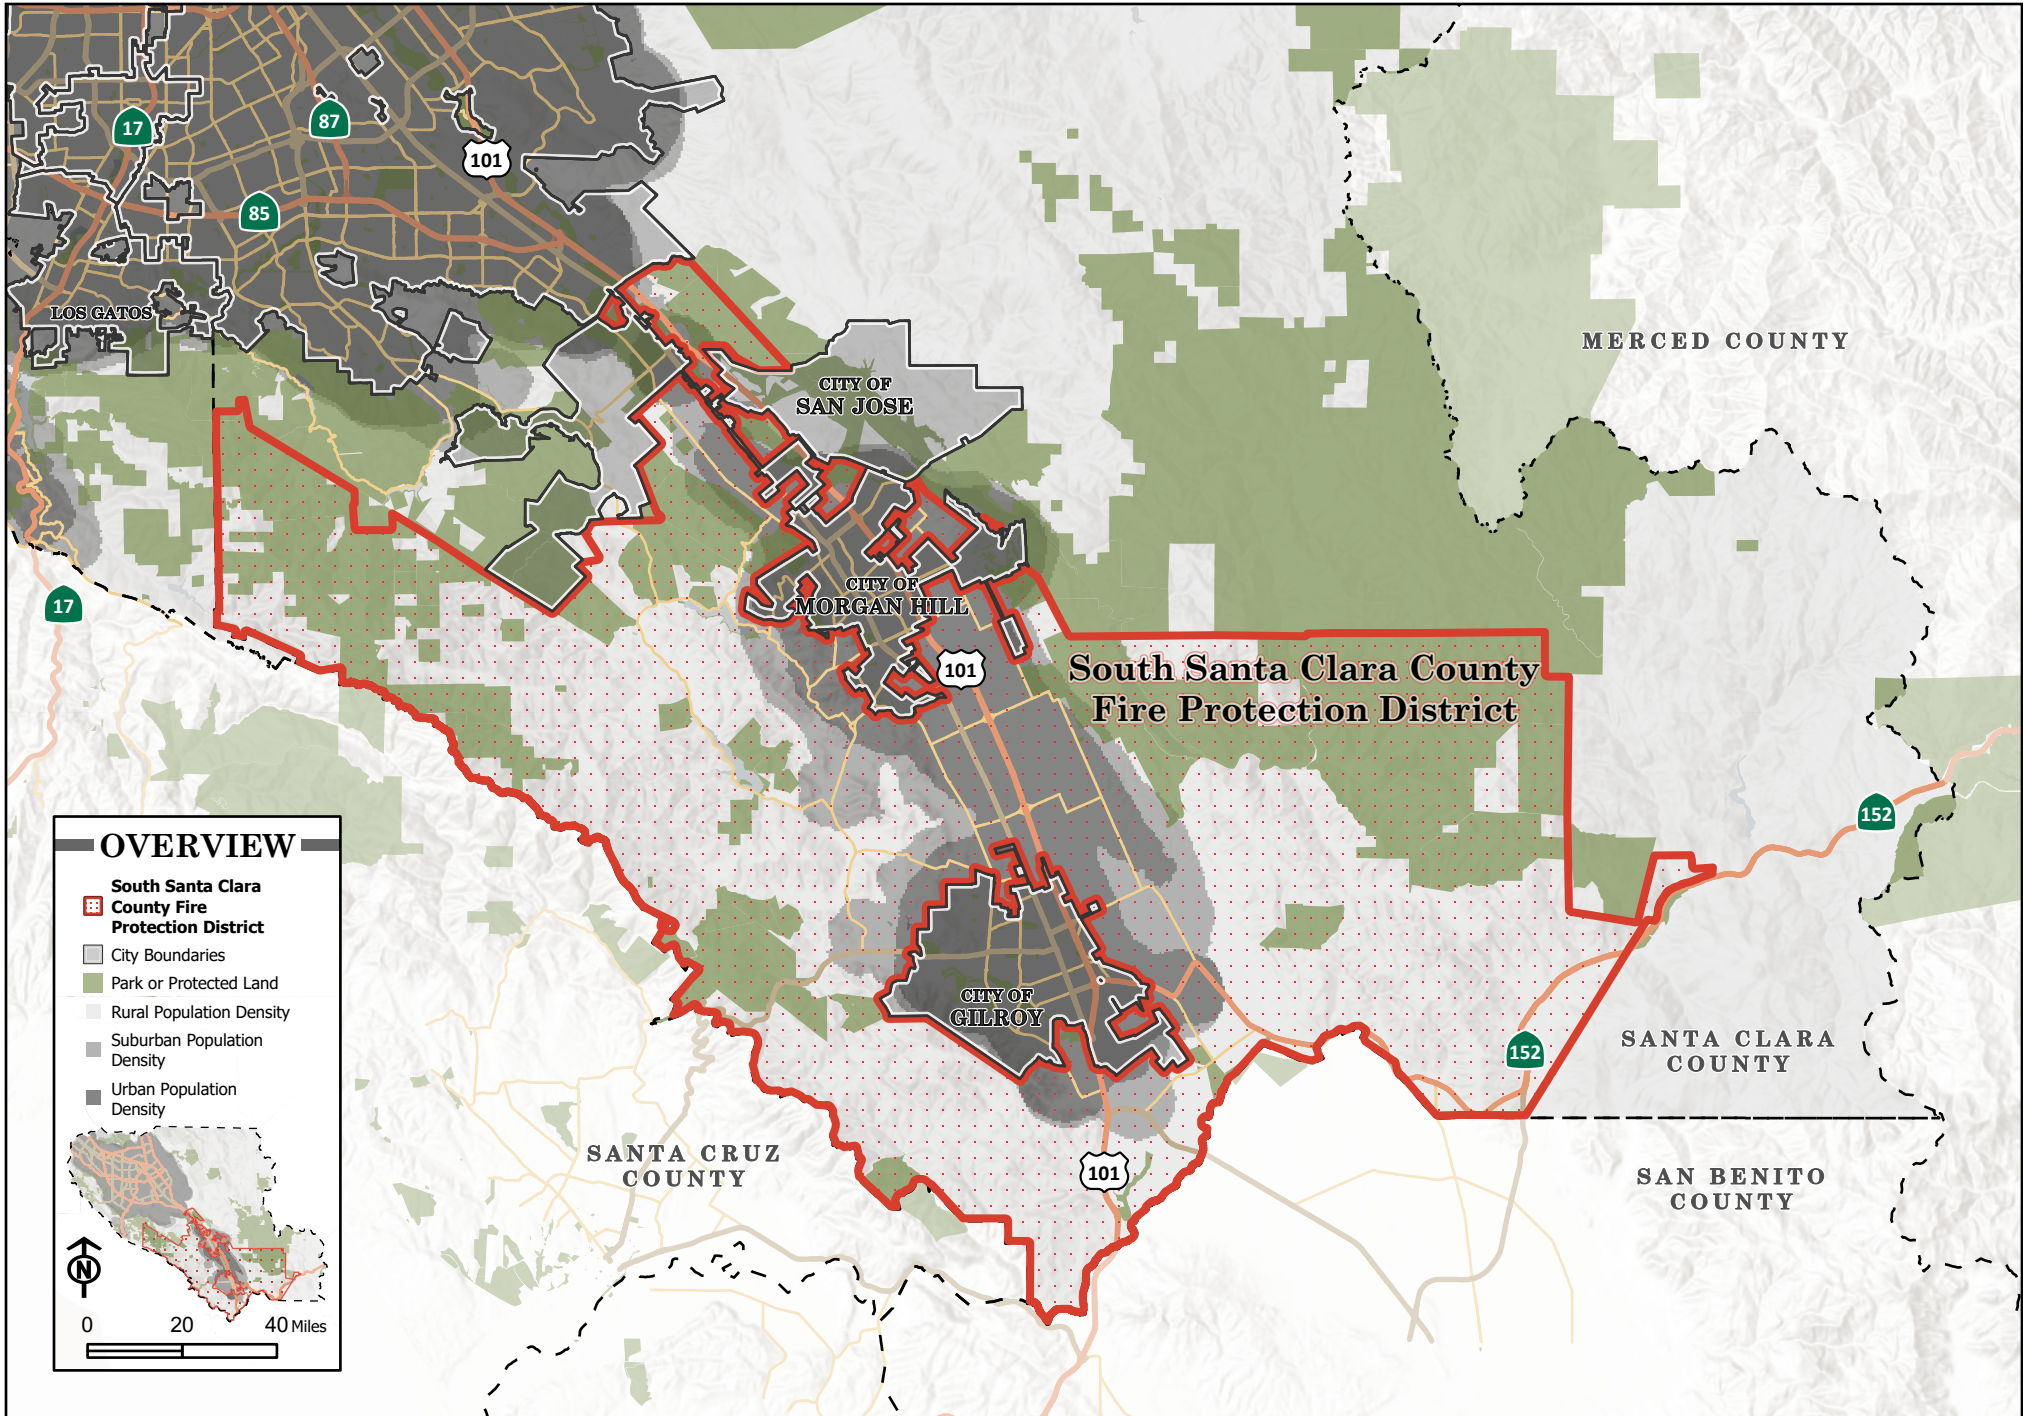 17
87
101
85
LOS GATOS
MERCED COUNTY
CITY OF
SAN JOSE
17
CITY OF
MORGAN HILL
101
South Santa Clara County
Fire Protection District
152
CITY OF
GILROY
152
SANTA CLARA
COUNTY
SANTA CRUZ
COUNTY
101
SAN BENITO
COUNTY
OVERVIEW
South Santa Clara
County Fire
Protection District
City Boundaries
Park or Protected Land
Rural Population Density
Suburban Population
Density
Urban Population
Density
N
0 20 40 Miles